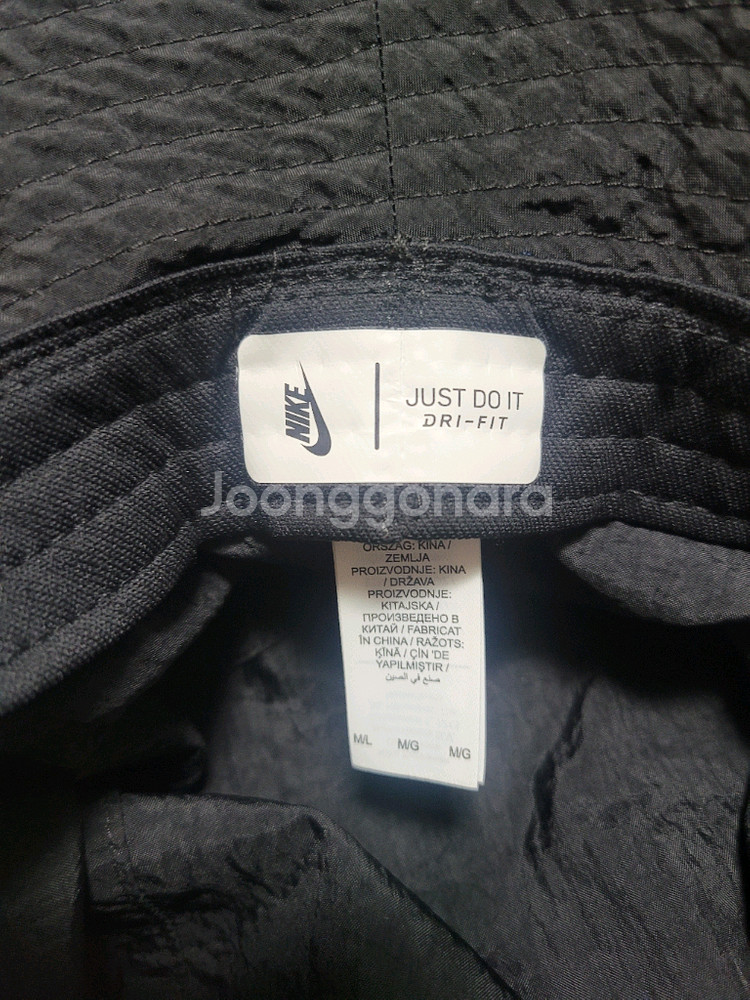 NIKE
JUST DO IT
DRI-FIT
Joonggonara
ORSZÁG: KÍNA /
ZEMLJA
PROIZVODNJE: KINA
/ DRŽAVA
PROIZVODNJE:
KITAJSKA /
ПРОИЗВЕДЕНО В
КИТАЙ / FABRICAT
ÎN CHINA / RAŽOTS:
ĶĪNĀ / ÇİN 'DE
YAPILMIŞTIR /
صنع في الصين
M/L M/G M/G